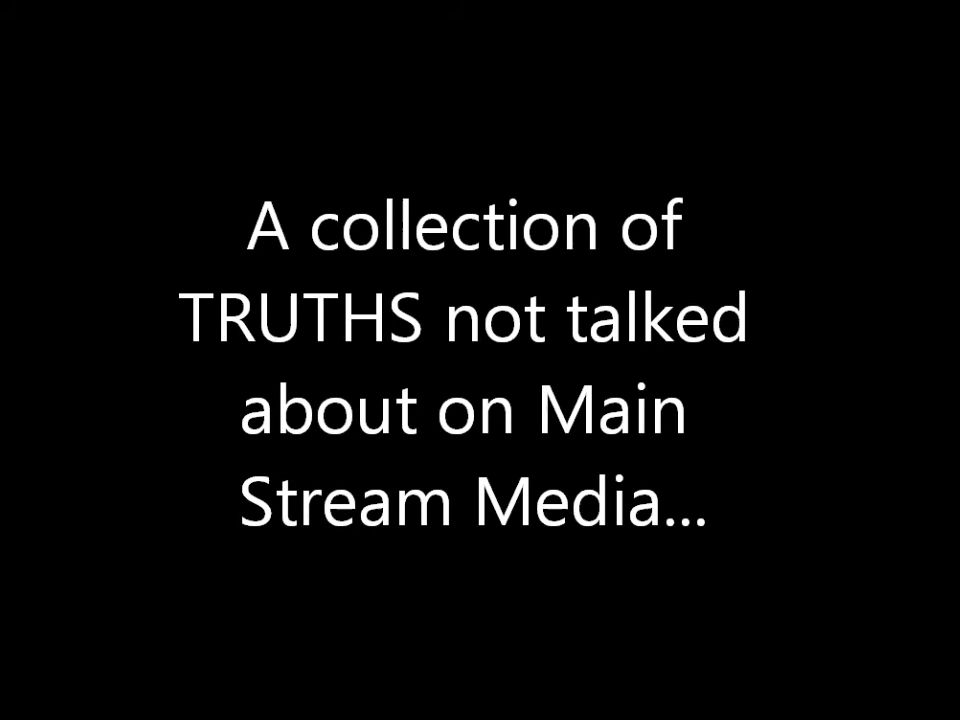 A collection of
TRUTHS not talked
about on Main
Stream Media...